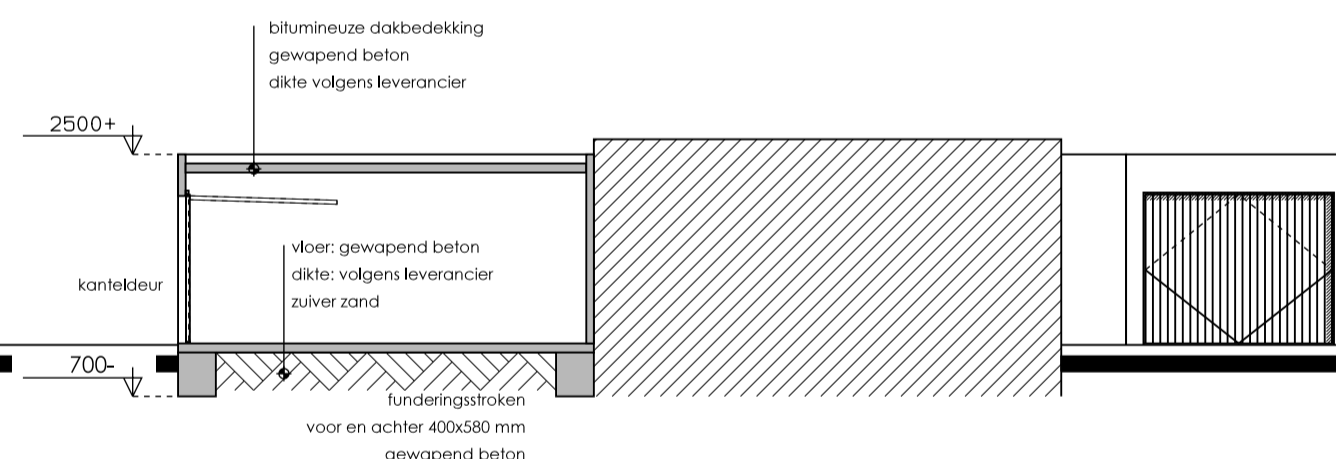 bitumineuze dakbedekking
gewapend beton
dikte volgens leverancier
2500+
vloer: gewapend beton
dikte: volgens leverancier
zuiver zand
kanteldeur
700-
funderingsstroken
voor en achter 400x580 mm
gewapend beton